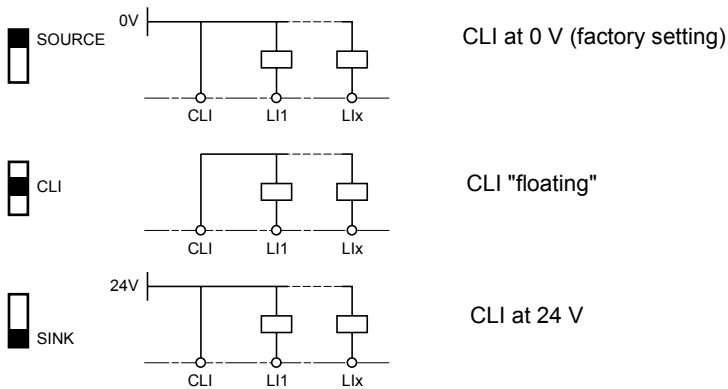 0V
SOURCE
CLI at 0 V (factory setting)
CLI LI1 LIx
CLI
CLI "floating"
CLI LI1 LIx
24V
SINK
CLI at 24 V
CLI LI1 LIx